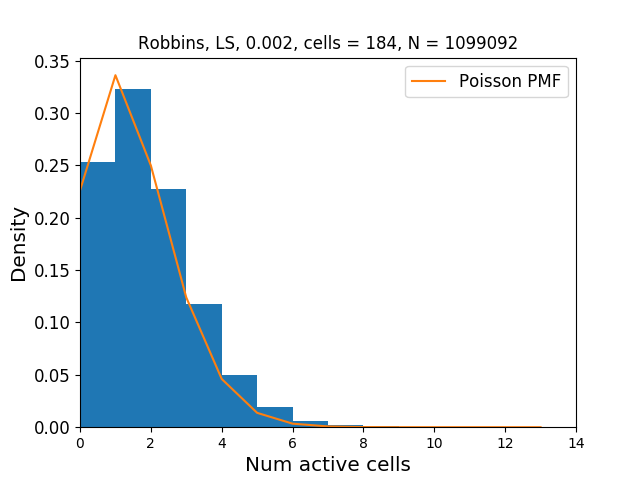 Robbins, LS, 0.002, cells = 184, N = 1099092
Poisson PMF
Density
0.35
0.30
0.25
0.20
0.15
0.10
0.05
0.00
0 2 4 6 8 10 12 14
Num active cells